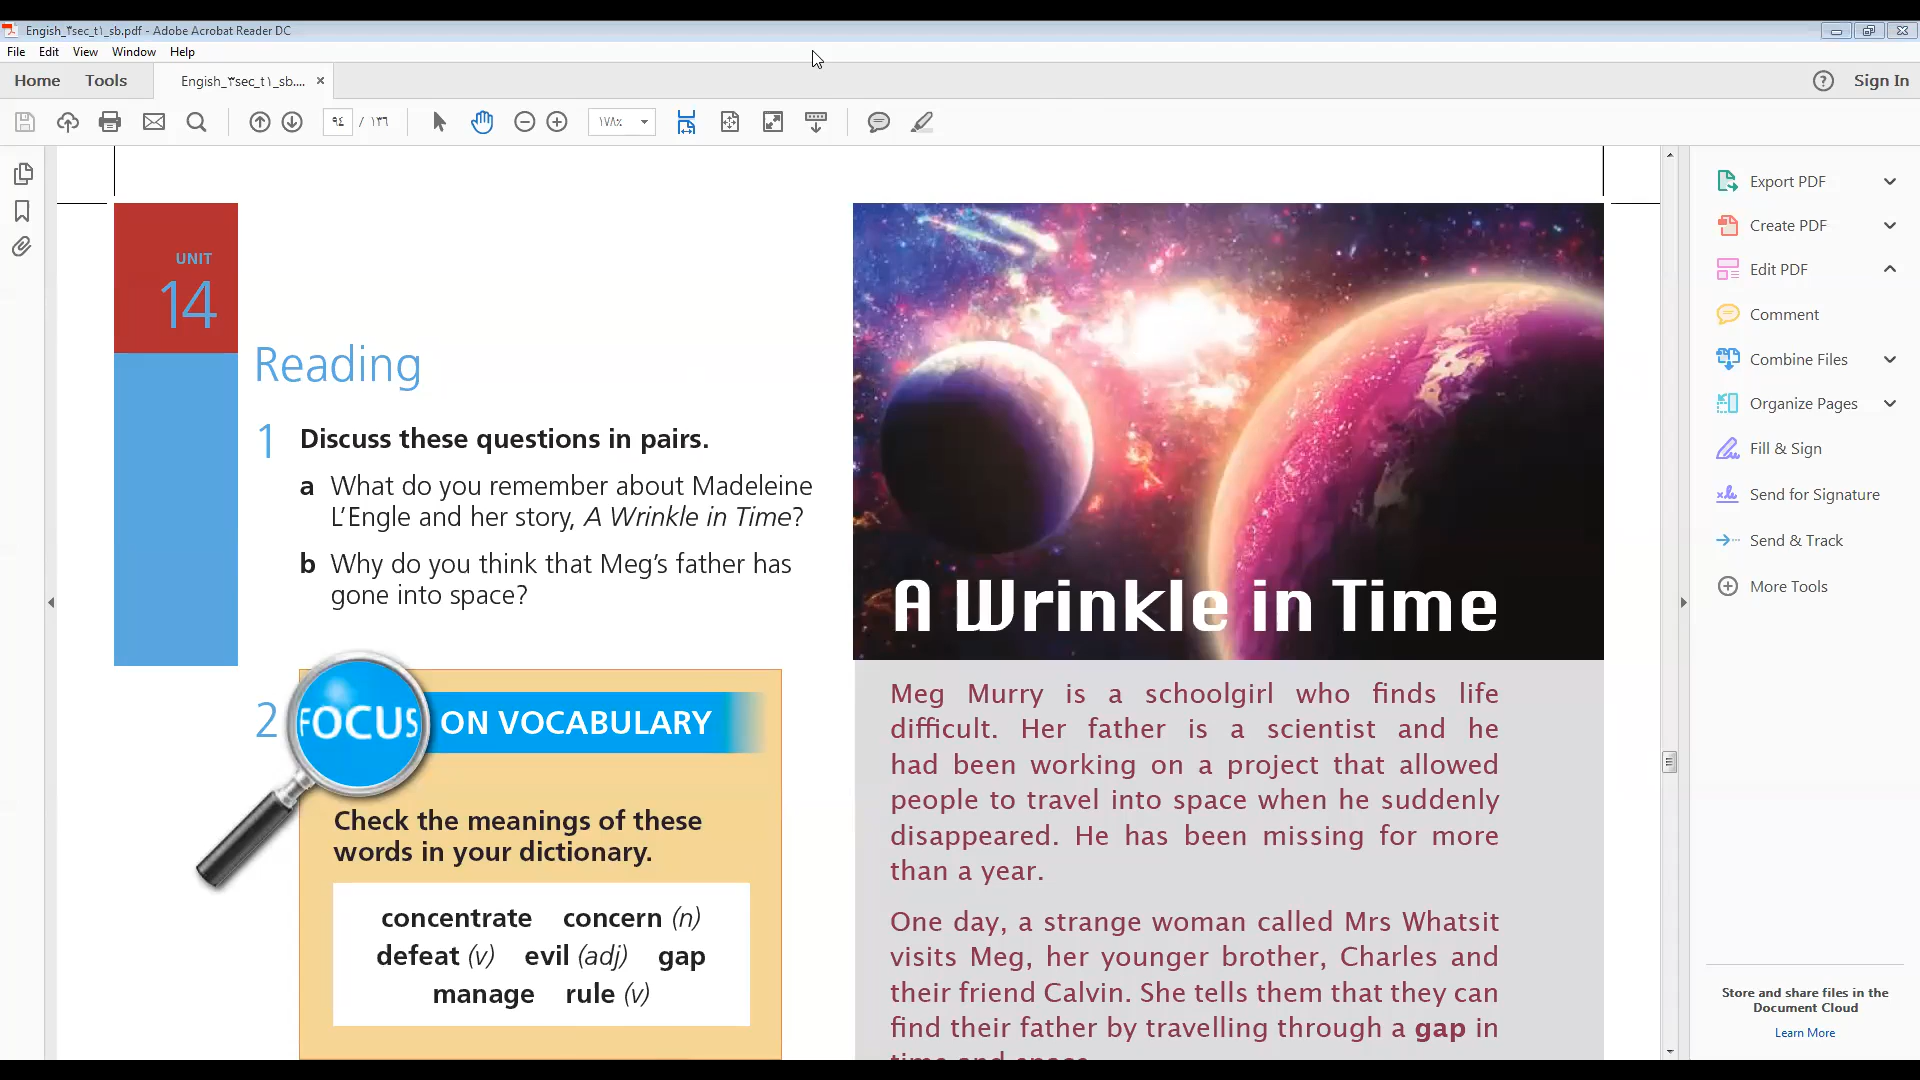 Engish_٣sec_t١_sb.pdf - Adobe Acrobat Reader DC
File Edit View Window Help
Home Tools Engish_٣sec_t١_sb.... × Sign In
٩٤ / ١٣٦ ١٧٨%
UNIT
14
Reading
1 Discuss these questions in pairs.
a What do you remember about Madeleine
L'Engle and her story, A Wrinkle in Time?
b Why do you think that Meg's father has
gone into space?
2 FOCUS ON VOCABULARY
Check the meanings of these
words in your dictionary.
concentrate concern (n)
defeat (v) evil (adj) gap
manage rule (v)
A Wrinkle in Time
Meg Murry is a schoolgirl who finds life
difficult. Her father is a scientist and he
had been working on a project that allowed
people to travel into space when he suddenly
disappeared. He has been missing for more
than a year.
One day, a strange woman called Mrs Whatsit
visits Meg, her younger brother, Charles and
their friend Calvin. She tells them that they can
find their father by travelling through a gap in
time and space.
Export PDF
Create PDF
Edit PDF
Comment
Combine Files
Organize Pages
Fill & Sign
Send for Signature
Send & Track
More Tools
Store and share files in the
Document Cloud
Learn More